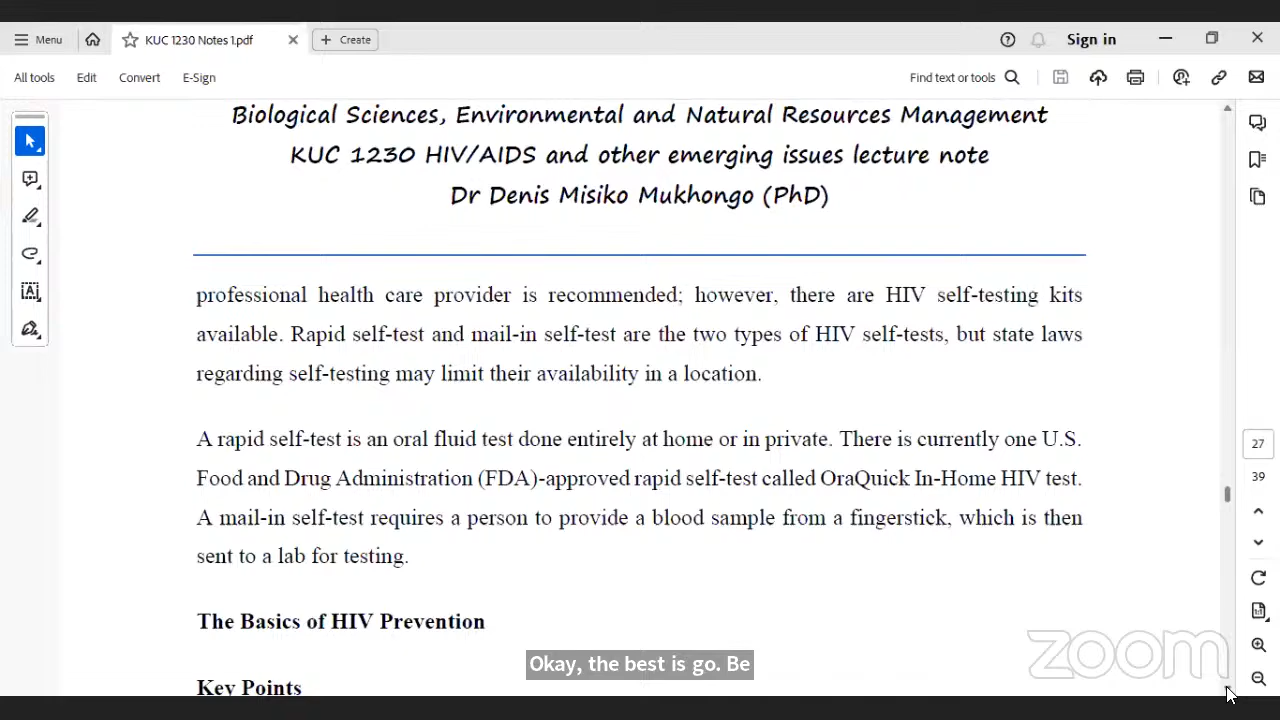 Menu
KUC 1230 Notes 1.pdf
Create
Sign in
All tools
Edit
Convert
E-Sign
Find text or tools
Biological Sciences, Environmental and Natural Resources Management
KUC 1230 HIV/AIDS and other emerging issues lecture note
Dr Denis Misiko Mukhongo (PhD)
professional health care provider is recommended; however, there are HIV self-testing kits
available. Rapid self-test and mail-in self-test are the two types of HIV self-tests, but state laws
regarding self-testing may limit their availability in a location.
A rapid self-test is an oral fluid test done entirely at home or in private. There is currently one U.S.
Food and Drug Administration (FDA)-approved rapid self-test called OraQuick In-Home HIV test.
A mail-in self-test requires a person to provide a blood sample from a fingerstick, which is then
sent to a lab for testing.
The Basics of HIV Prevention
Key Points
27
39
Okay, the best is go. Be
zoom